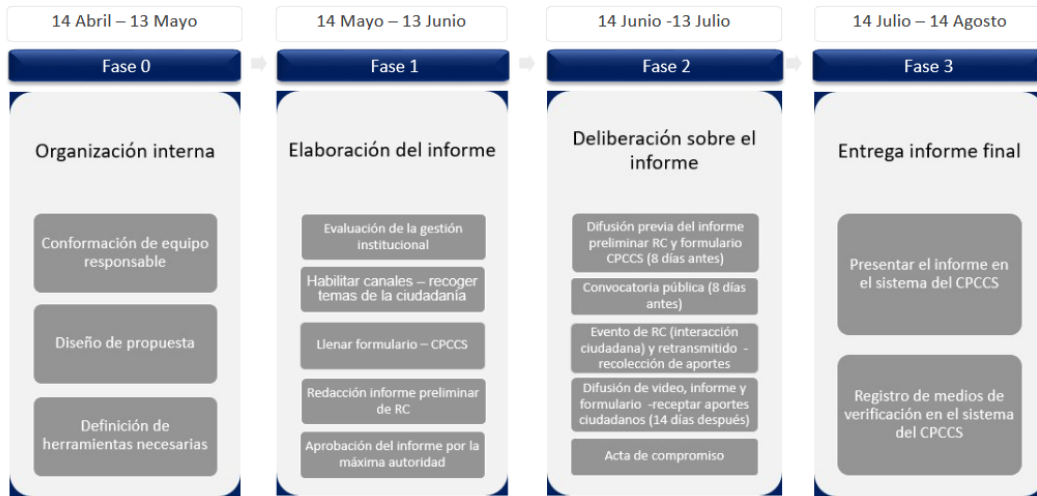 14 Abril – 13 Mayo
Fase 0
Organización interna
Conformación de equipo
responsable
Diseño de propuesta
Definición de
herramientas necesarias
14 Mayo – 13 Junio
Fase 1
Elaboración del informe
Evaluación de la gestión
institucional
Habilitar canales – recoger
temas de la ciudadanía
Llenar formulario – CPCCS
Redacción informe preliminar
de RC
Aprobación del informe por la
máxima autoridad
14 Junio -13 Julio
Fase 2
Deliberación sobre el
informe
Difusión previa del informe
preliminar RC y formulario
CPCCS (8 días antes)
Convocatoria pública (8 días
antes)
Evento de RC (interacción
ciudadana) y retransmitido -
recolección de aportes
Difusión de video, informe y
formulario -receptar aportes
ciudadanos (14 días después)
Acta de compromiso
14 Julio – 14 Agosto
Fase 3
Entrega informe final
Presentar el informe en
el sistema del CPCCS
Registro de medios de
verificación en el sistema
del CPCCS